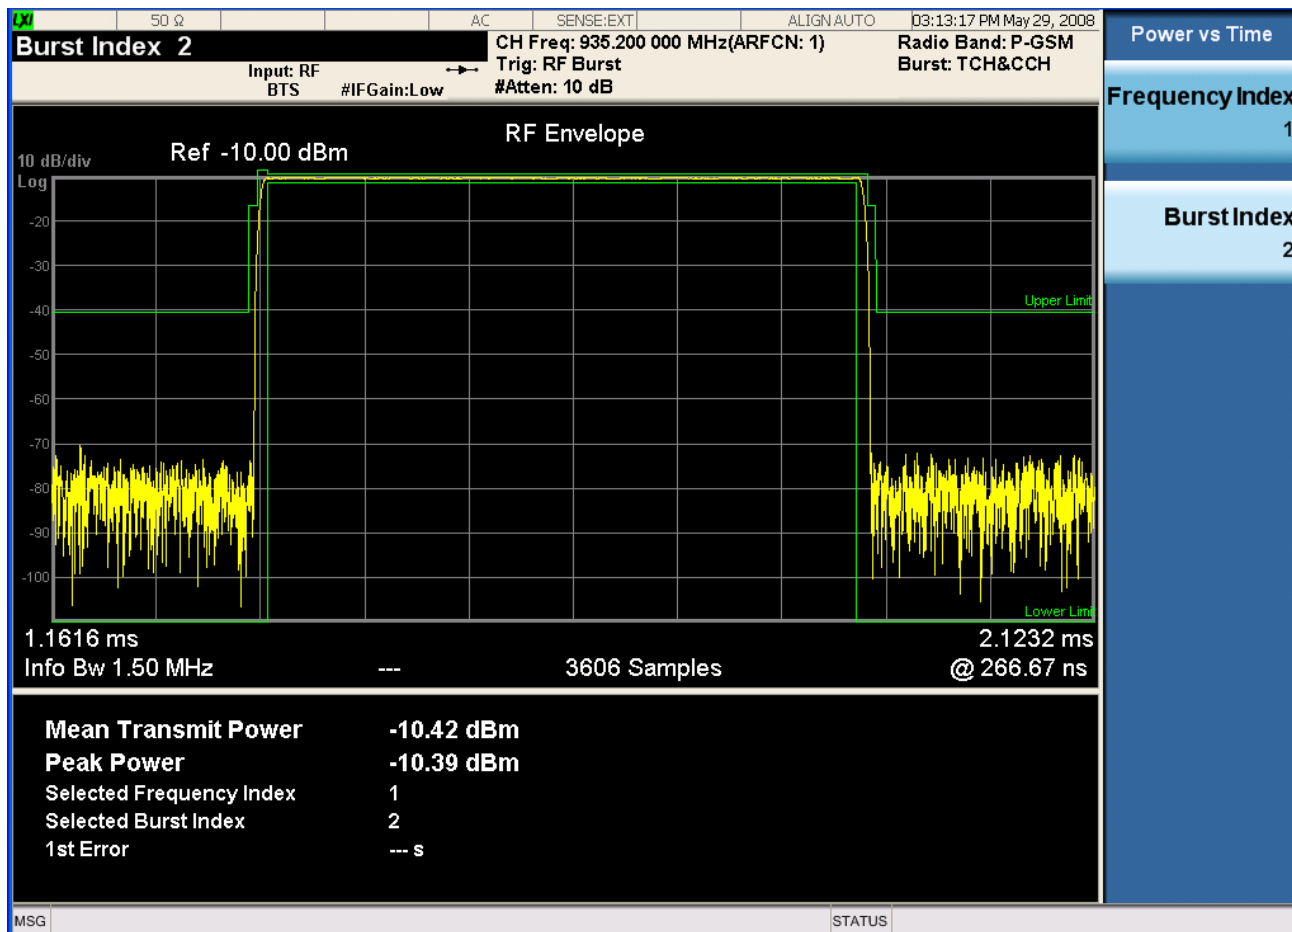 LXI 50 Ω AC SENSE:EXT ALIGN AUTO 03:13:17 PM May 29, 2008
Power vs Time
Burst Index 2
CH Freq: 935.200 000 MHz(ARFCN: 1)
Radio Band: P-GSM
Input: RF
Trig: RF Burst
Burst: TCH&CCH
BTS #IFGain:Low
#Atten: 10 dB
Frequency Index
1
Burst Index
2
RF Envelope
10 dB/div
Ref -10.00 dBm
Log
-20
-30
Upper Limit
-40
-50
-60
-70
-80
-90
-100
Lower Limi
1.1616 ms 2.1232 ms
Info Bw 1.50 MHz --- 3606 Samples @ 266.67 ns
Mean Transmit Power -10.42 dBm
Peak Power -10.39 dBm
Selected Frequency Index 1
Selected Burst Index 2
1st Error --- s
MSG STATUS